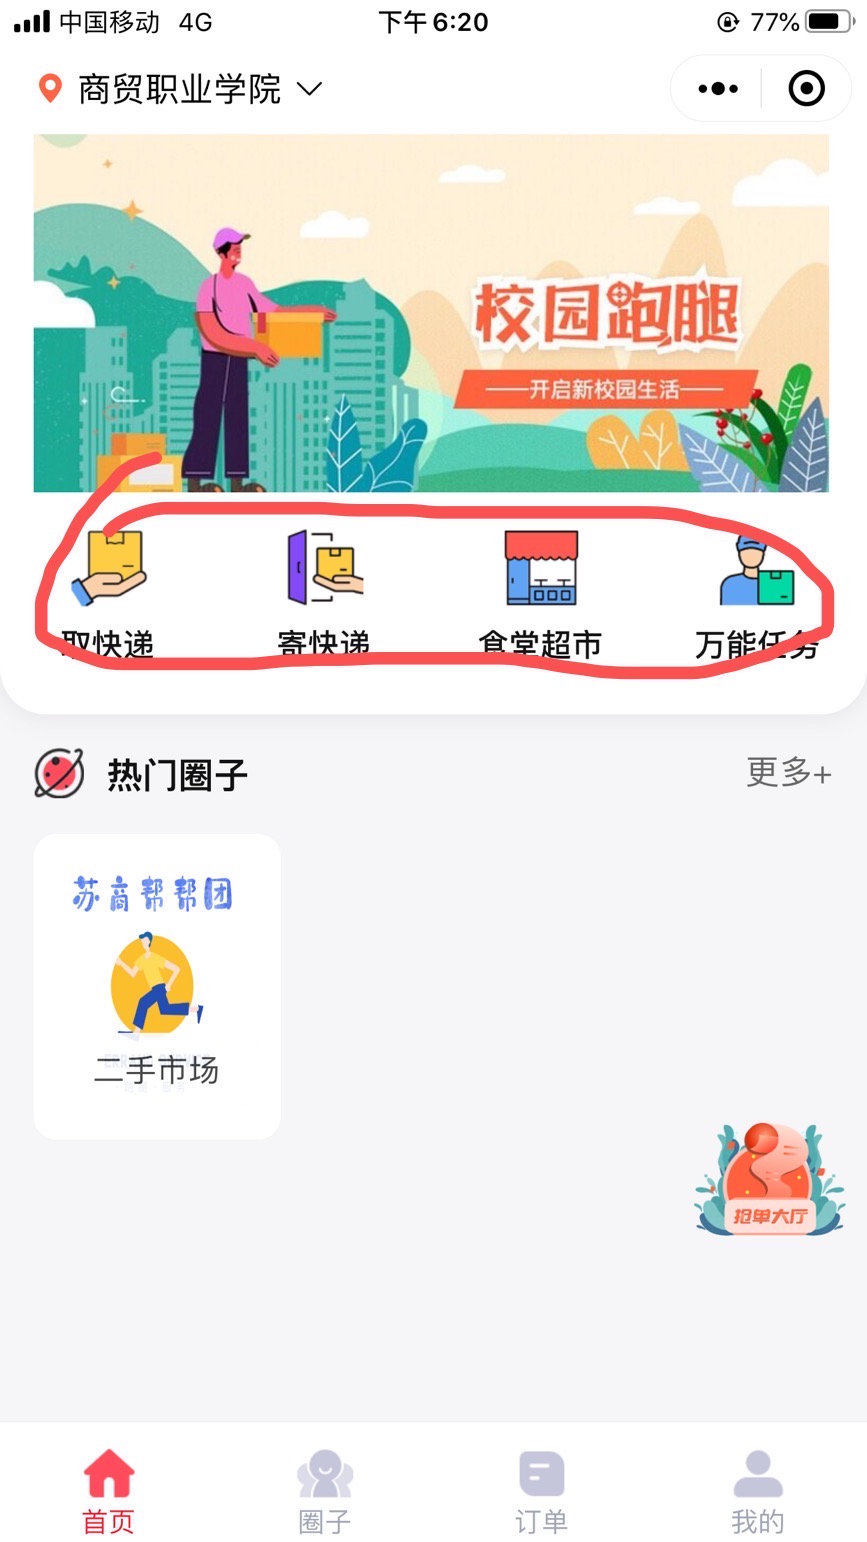 中国移动 4G 下午 6:20 77%
商贸职业学院
校园跑腿
开启新校园生活
取快递 寄快递 食堂超市 万能任务
热门圈子 更多+
苏商帮帮团
二手市场
抢单大厅
首页 圈子 订单 我的